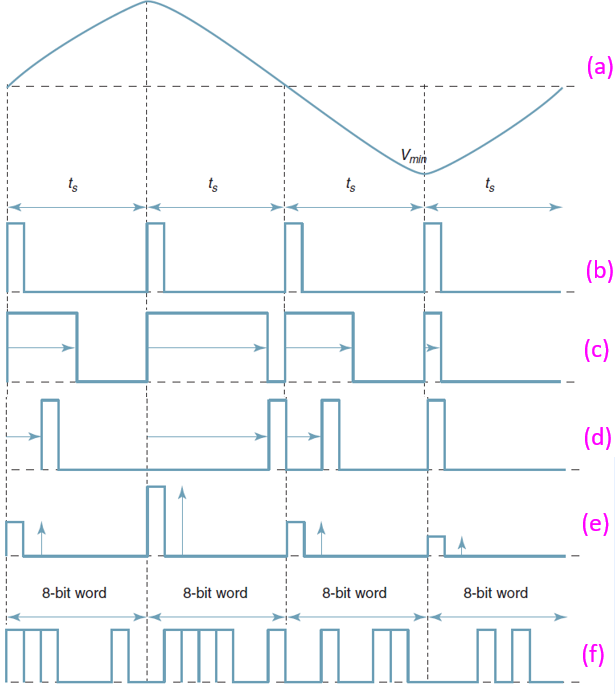 (a)
V_min
t_s t_s t_s t_s
(b)
(c)
(d)
(e)
8-bit word 8-bit word 8-bit word 8-bit word
(f)